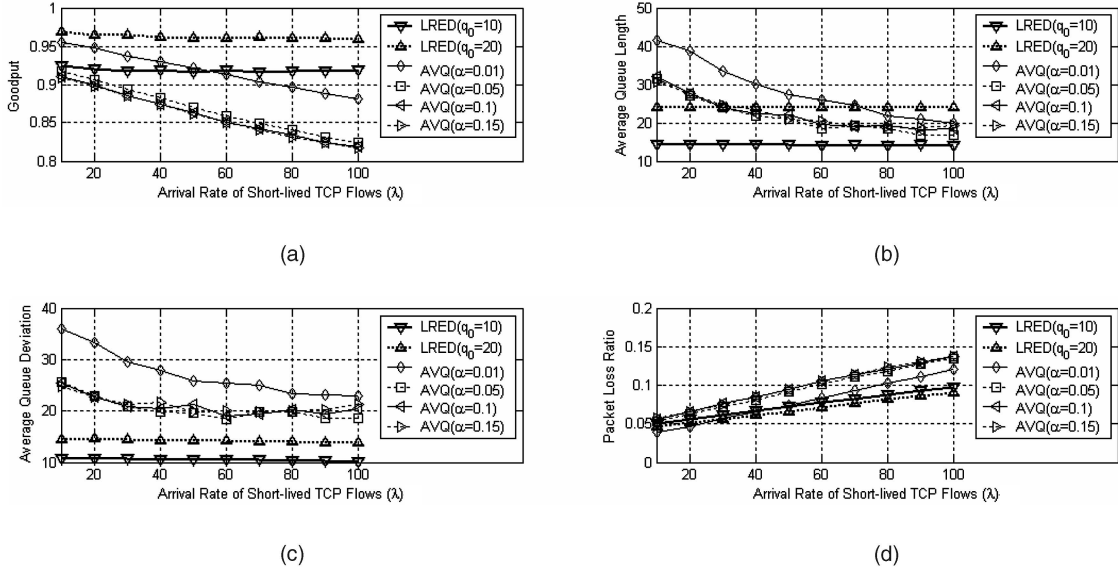 1
0.95
0.9
0.85
0.8
Goodput
20 40 60 80 100
Arrival Rate of Short-lived TCP Flows (λ)
LRED(q0=10)
LRED(q0=20)
AVQ(α=0.01)
AVQ(α=0.05)
AVQ(α=0.1)
AVQ(α=0.15)
(a)
50
40
30
20
10
Average Queue Length
20 40 60 80 100
Arrival Rate of Short-lived TCP Flows (λ)
LRED(q0=10)
LRED(q0=20)
AVQ(α=0.01)
AVQ(α=0.05)
AVQ(α=0.1)
AVQ(α=0.15)
(b)
40
30
20
10
Average Queue Deviation
20 40 60 80 100
Arrival Rate of Short-lived TCP Flows (λ)
LRED(q0=10)
LRED(q0=20)
AVQ(α=0.01)
AVQ(α=0.05)
AVQ(α=0.1)
AVQ(α=0.15)
(c)
0.2
0.15
0.1
0.05
0
Packet Loss Ratio
20 40 60 80 100
Arrival Rate of Short-lived TCP Flows (λ)
LRED(q0=10)
LRED(q0=20)
AVQ(α=0.01)
AVQ(α=0.05)
AVQ(α=0.1)
AVQ(α=0.15)
(d)